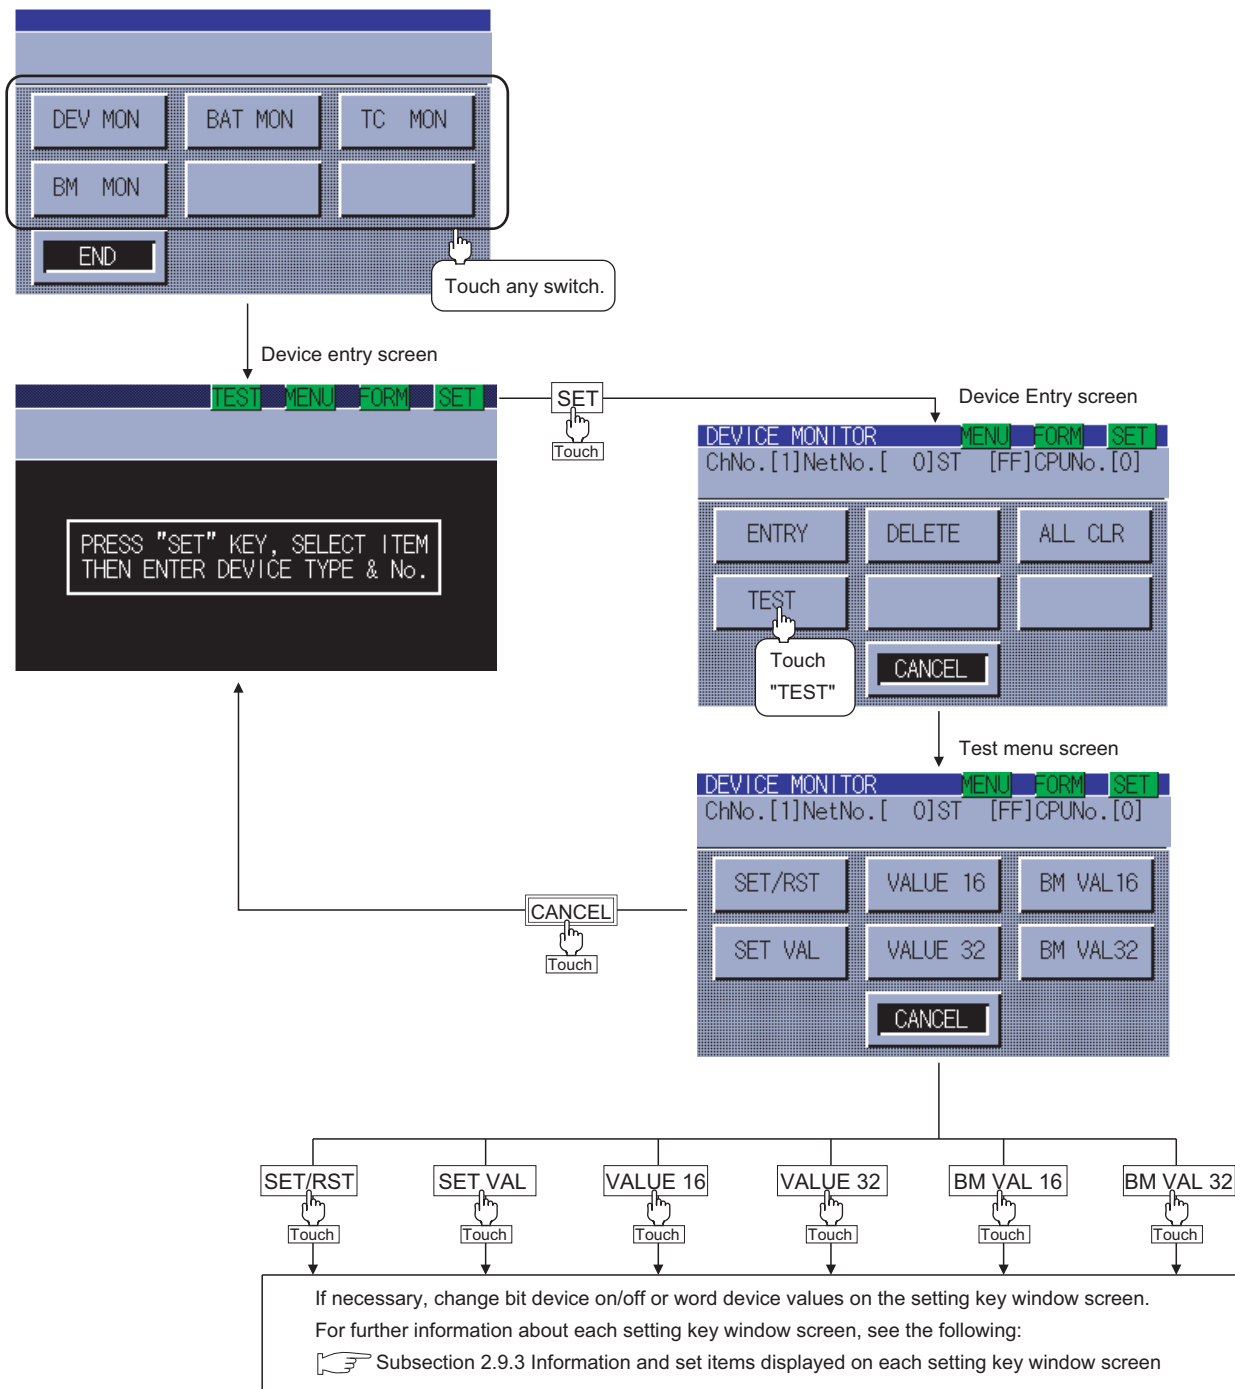 DEV MON BAT MON TC MON
BM MON
END
Touch any switch.
Device entry screen
TEST MENU FORM SET
SET
Touch
PRESS "SET" KEY, SELECT ITEM
THEN ENTER DEVICE TYPE & No.
Device Entry screen
DEVICE MONITOR MENU FORM SET
ChNo.[1]NetNo.[ 0]ST [FF]CPUNo.[0]
ENTRY DELETE ALL CLR
TEST
Touch
"TEST"
CANCEL
Test menu screen
DEVICE MONITOR MENU FORM SET
ChNo.[1]NetNo.[ 0]ST [FF]CPUNo.[0]
SET/RST VALUE 16 BM VAL16
SET VAL VALUE 32 BM VAL32
CANCEL
CANCEL
Touch
SET/RST SET VAL VALUE 16 VALUE 32 BM VAL 16 BM VAL 32
Touch Touch Touch Touch Touch Touch
If necessary, change bit device on/off or word device values on the setting key window screen.
For further information about each setting key window screen, see the following:
Subsection 2.9.3 Information and set items displayed on each setting key window screen